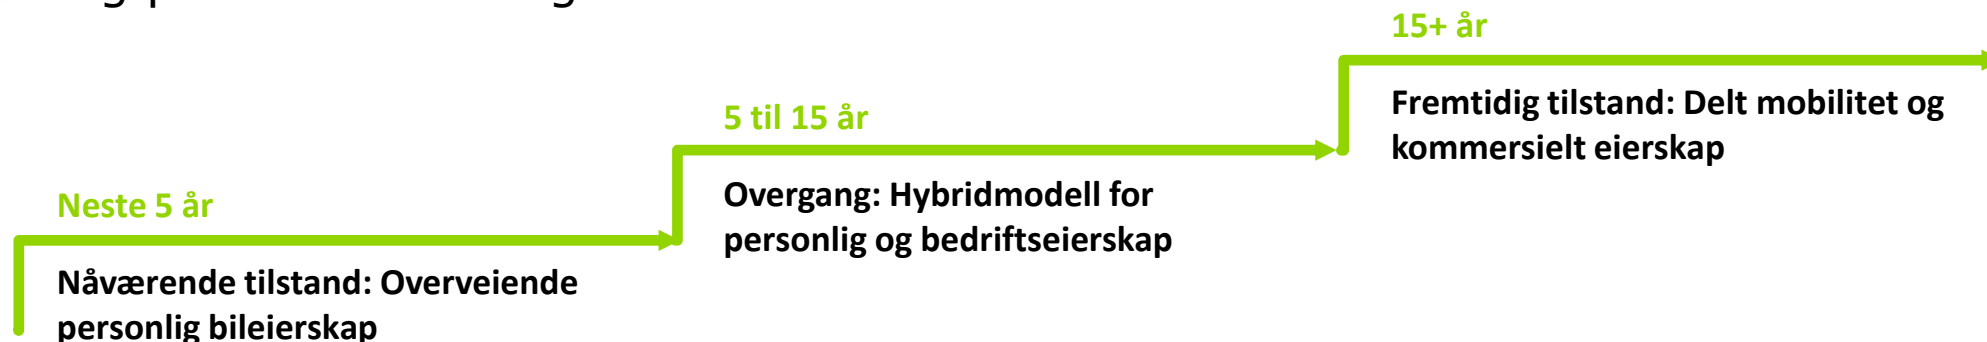 Neste 5 år
Nåværende tilstand: Overveiende
personlig bileierskap
5 til 15 år
Overgang: Hybridmodell for
personlig og bedriftseierskap
15+ år
Fremtidig tilstand: Delt mobilitet og
kommersielt eierskap